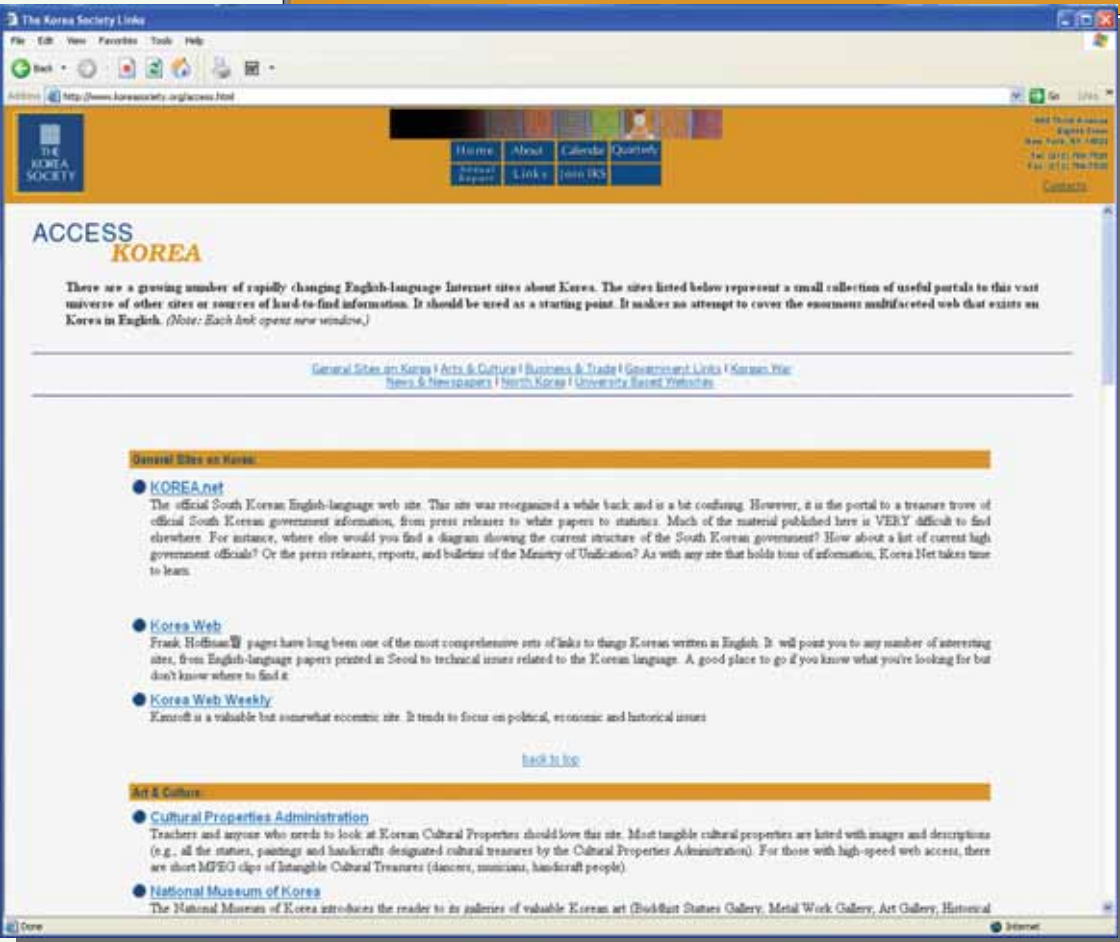 The Korea Society Links
File Edit View Favorites Tools Help
Back
Address http://www.koreasociety.org/access.html Go Links
THE
KOREA
SOCIETY
Home About Calendar Quarterly
Annual Report Links Join TKS
Eighth Floor
New York, NY 10022
Contacts
ACCESS
KOREA
There are a growing number of rapidly changing English-language Internet sites about Korea. The sites listed below represent a small collection of useful portals to this vast
universe of other sites or sources of hard-to-find information. It should be used as a starting point. It makes no attempt to cover the enormous multifaceted web that exists on
Korea in English. (Note: Each link opens new window.)
General Sites on Korea | Arts & Culture | Business & Trade | Government Links | Korean War
News & Newspapers | North Korea | University Based Websites
General Sites on Korea:
KOREA.net
The official South Korean English-language web site. This site was reorganized a while back and is a bit confusing. However, it is the portal to a treasure trove of
official South Korean government information, from press releases to white papers to statistics. Much of the material published here is VERY difficult to find
elsewhere. For instance, where else would you find a diagram showing the current structure of the South Korean government? How about a list of current high
government officials? Or the press releases, reports, and bulletins of the Ministry of Unification? As with any site that holds tons of information, Korea Net takes time
to learn.
Korea Web
Frank Hoffman pages have long been one of the most comprehensive sets of links to things Korean written in English. It will point you to any number of interesting
sites, from English-language papers printed in Seoul to technical issues related to the Korean language. A good place to go if you know what you're looking for but
don't know where to find it.
Korea Web Weekly
Kimsoft is a valuable but somewhat eccentric site. It tends to focus on political, economic and historical issues
back to top
Art & Culture:
Cultural Properties Administration
Teachers and anyone who needs to look at Korean Cultural Properties should love this site. Most tangible cultural properties are listed with images and descriptions
(e.g., all the statues, paintings and handicrafts designated cultural treasures by the Cultural Properties Administration). For those with high-speed web access, there
are short MPEG clips of Intangible Cultural Treasures (dancers, musicians, handicraft people).
National Museum of Korea
The National Museum of Korea introduces the reader to its galleries of valuable Korean art (Buddhist Statues Gallery, Metal Work Gallery, Art Gallery, Historical
Done Internet